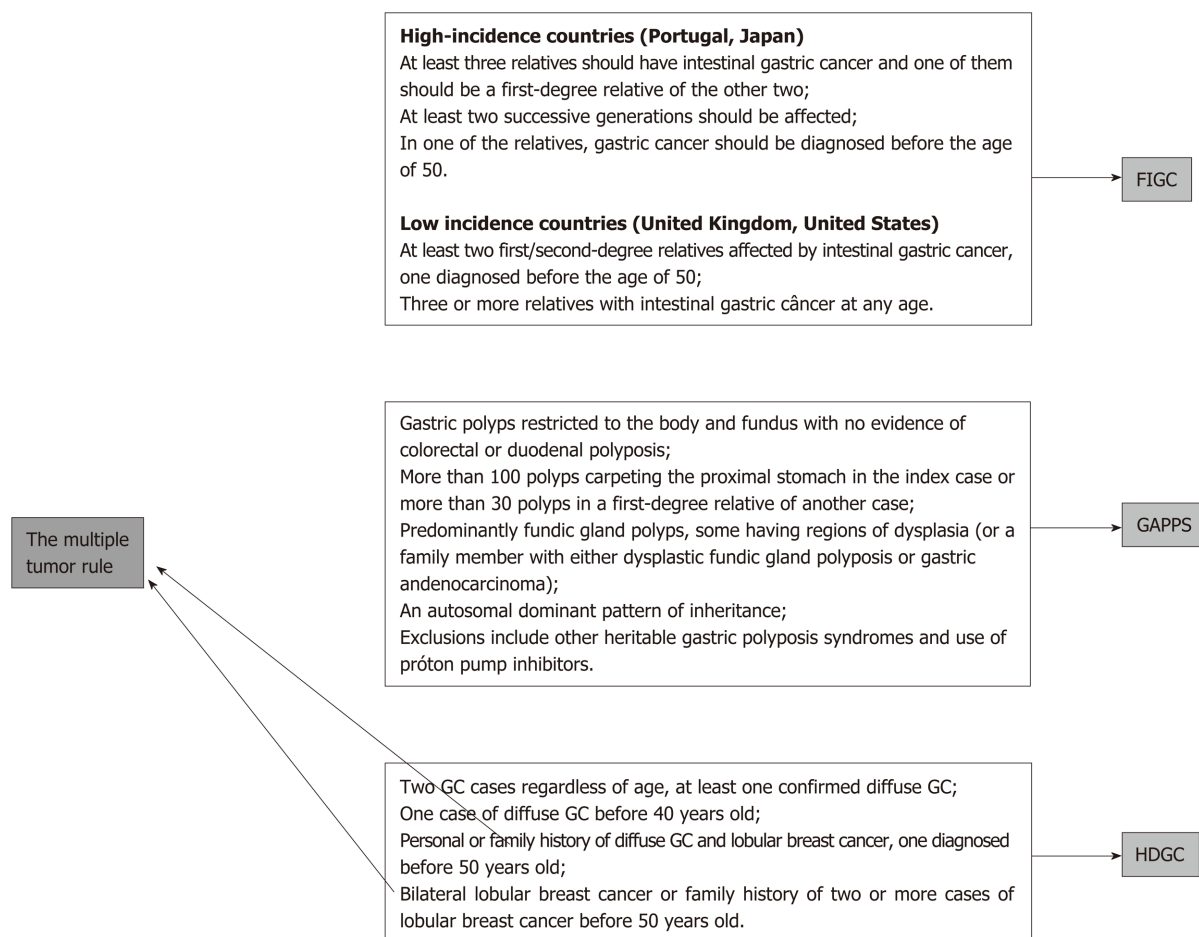 High-incidence countries (Portugal, Japan)
At least three relatives should have intestinal gastric cancer and one of them
should be a first-degree relative of the other two;
At least two successive generations should be affected;
In one of the relatives, gastric cancer should be diagnosed before the age
of 50.
Low incidence countries (United Kingdom, United States)
At least two first/second-degree relatives affected by intestinal gastric cancer,
one diagnosed before the age of 50;
Three or more relatives with intestinal gastric câncer at any age.
FIGC
Gastric polyps restricted to the body and fundus with no evidence of
colorectal or duodenal polyposis;
More than 100 polyps carpeting the proximal stomach in the index case or
more than 30 polyps in a first-degree relative of another case;
Predominantly fundic gland polyps, some having regions of dysplasia (or a
family member with either dysplastic fundic gland polyposis or gastric
andenocarcinoma);
An autosomal dominant pattern of inheritance;
Exclusions include other heritable gastric polyposis syndromes and use of
próton pump inhibitors.
GAPPS
The multiple
tumor rule
Two GC cases regardless of age, at least one confirmed diffuse GC;
One case of diffuse GC before 40 years old;
Personal or family history of diffuse GC and lobular breast cancer, one diagnosed
before 50 years old;
Bilateral lobular breast cancer or family history of two or more cases of
lobular breast cancer before 50 years old.
HDGC